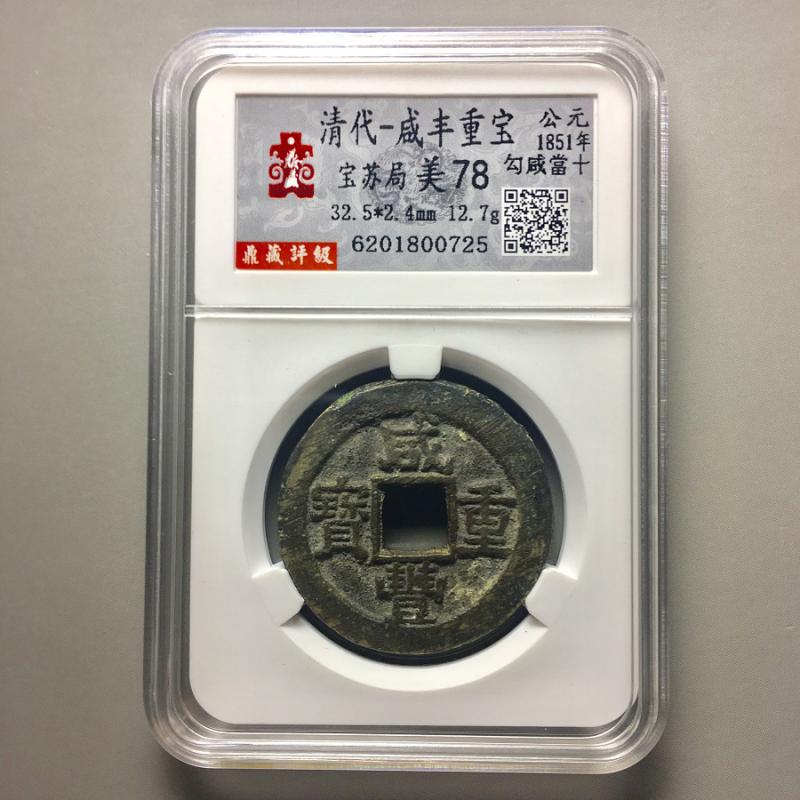 清代-咸丰重宝
公元
1851年
宝苏局 美78
勾咸當十
32.5*2.4mm 12.7g
6201800725
鼎藏評級
咸
寶 重
豐